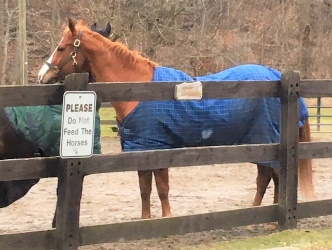 PLEASE
Do Not
Feed The
Horses